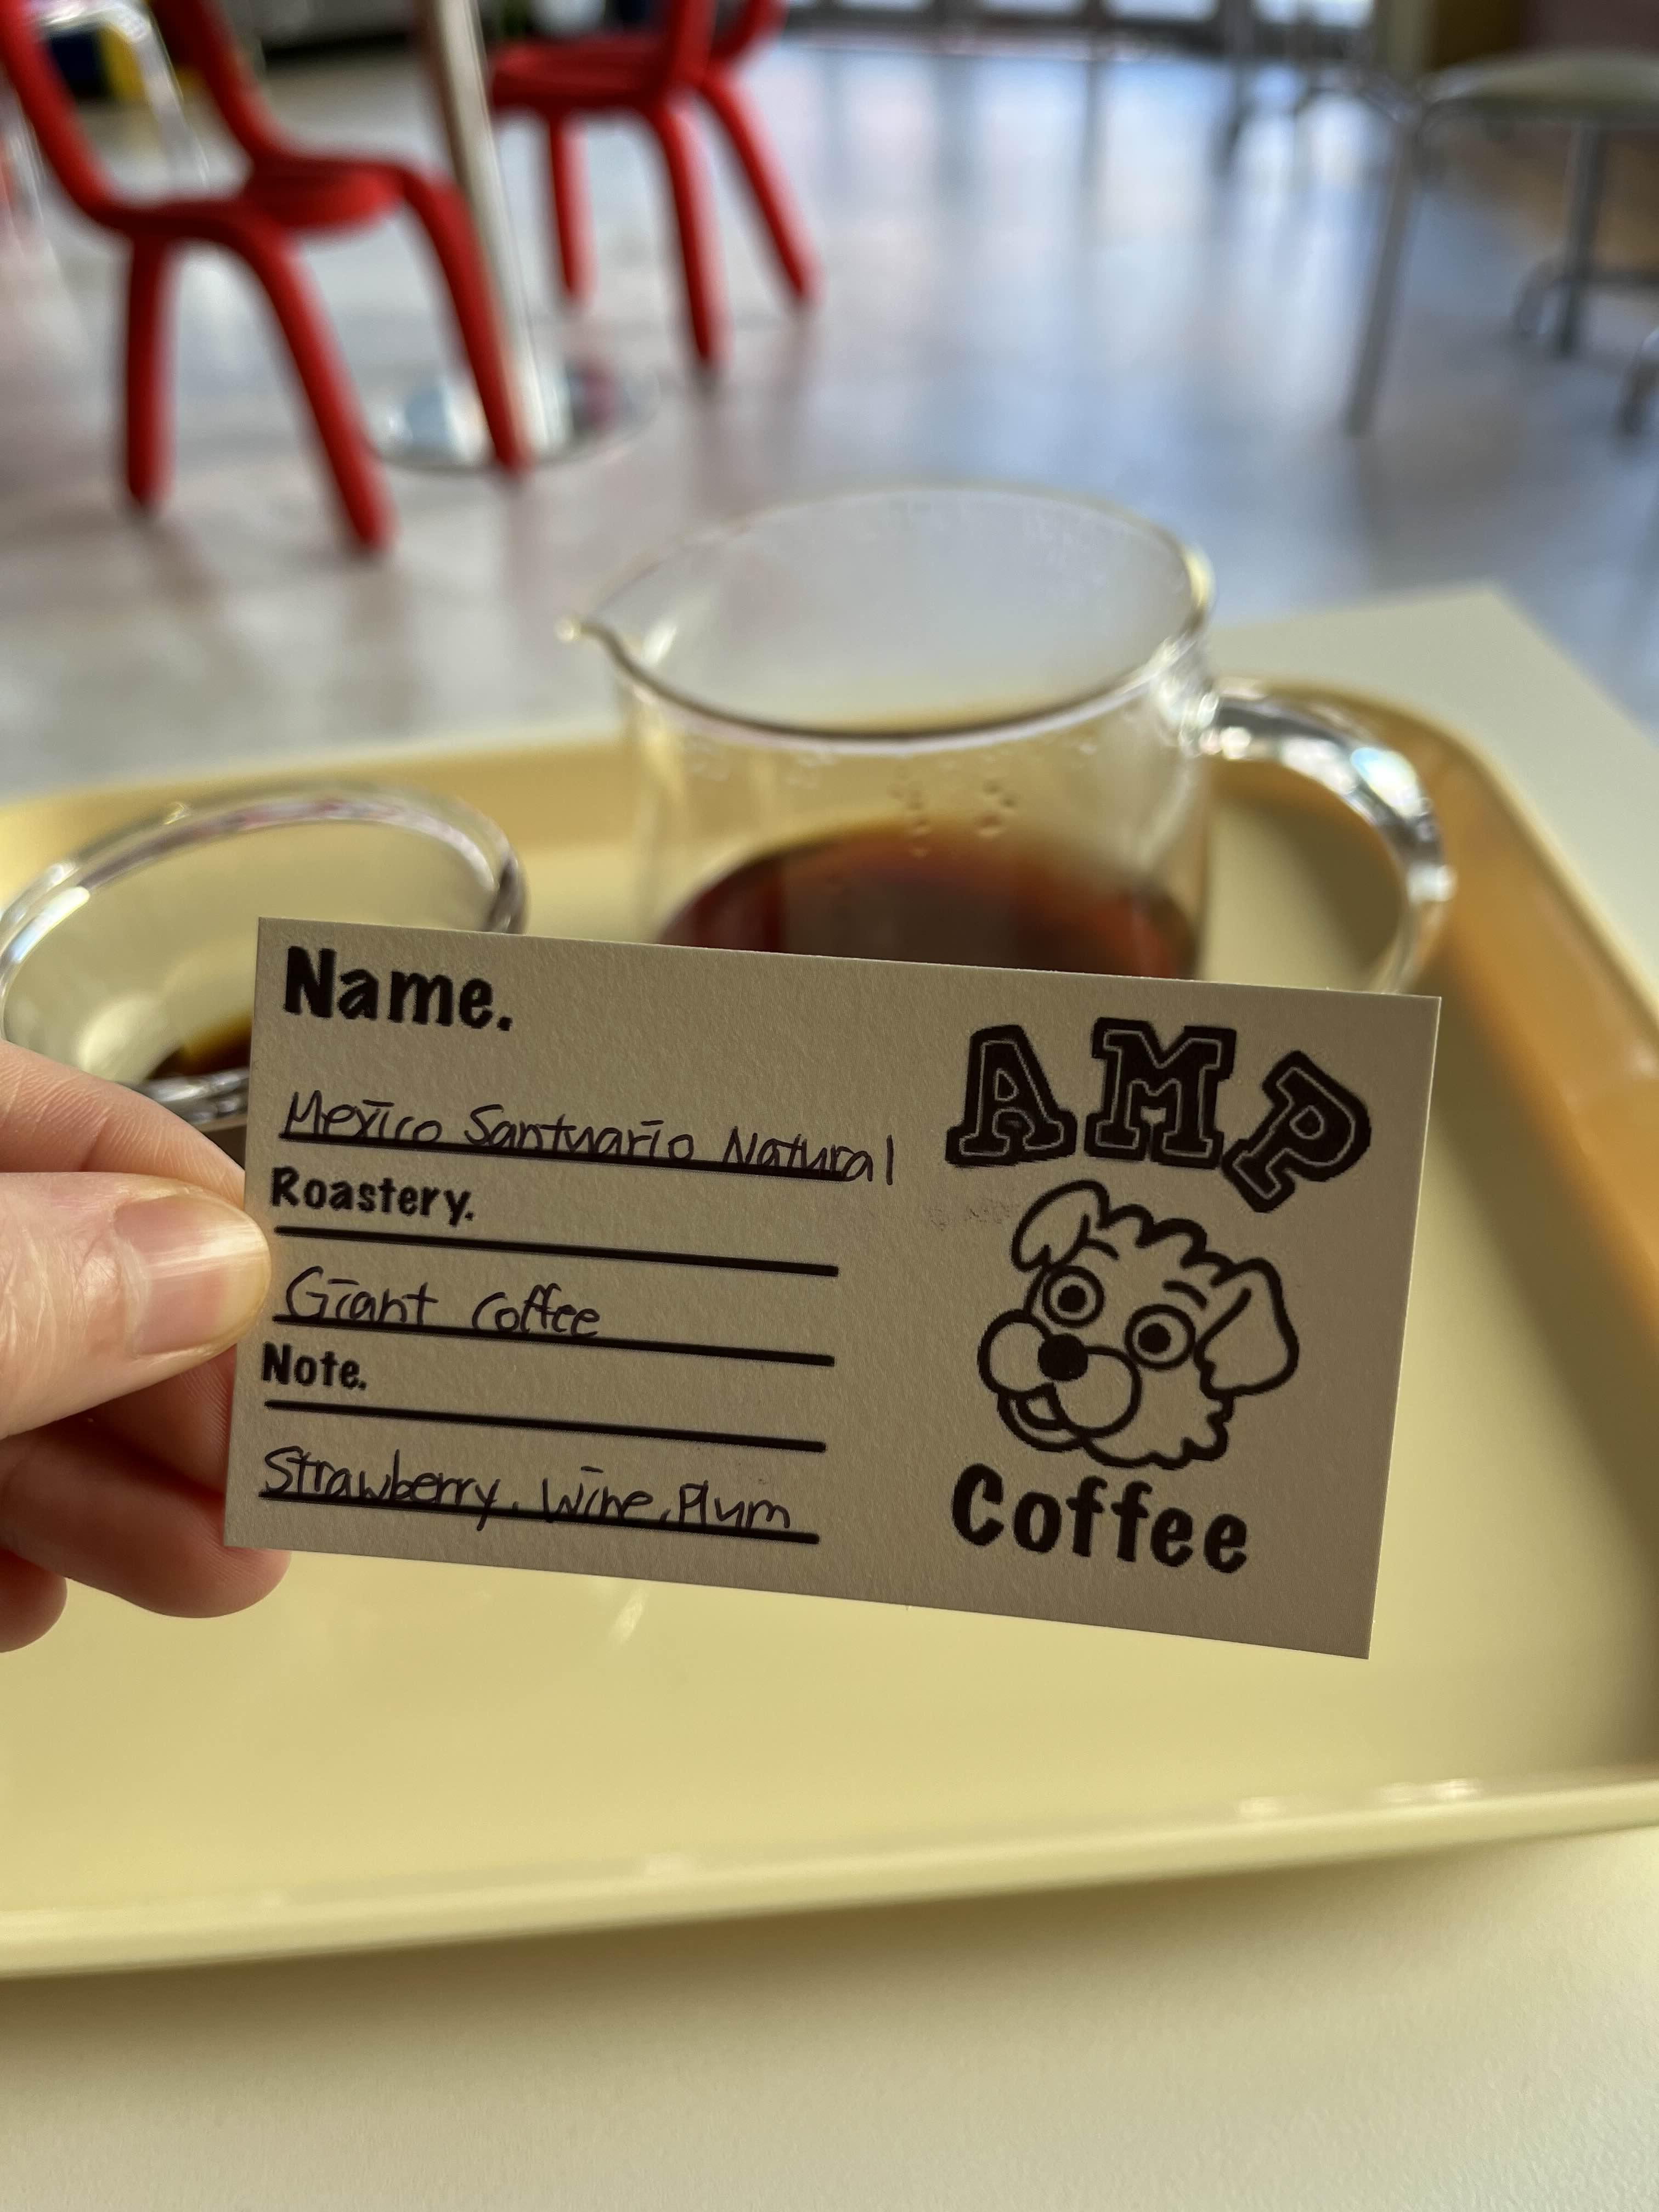 Name.
Mexico Santuario Natural
Roastery.
Giant Coffee
Note.
Strawberry, Wine, Plum
AMP
Coffee